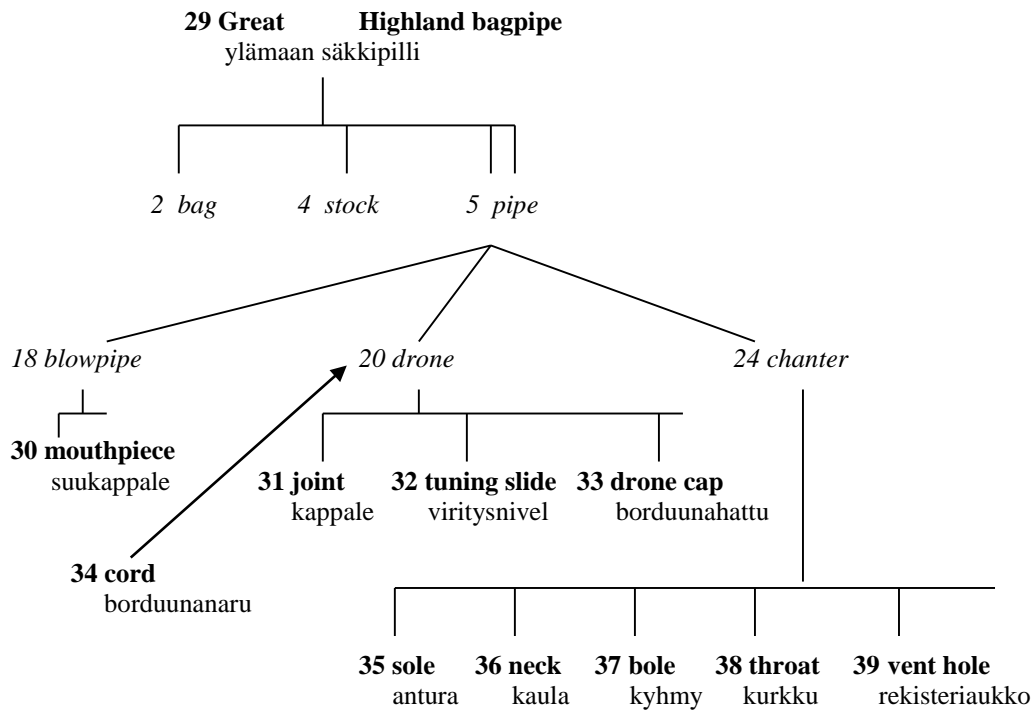 29 Great Highland bagpipe
ylämaan säkkipilli
2 bag 4 stock 5 pipe
18 blowpipe 20 drone 24 chanter
30 mouthpiece
suukappale
31 joint 32 tuning slide 33 drone cap
kappale viritysnivel borduunahattu
34 cord
borduunanaru
35 sole 36 neck 37 bole 38 throat 39 vent hole
antura kaula kyhmy kurkku rekisteriaukko